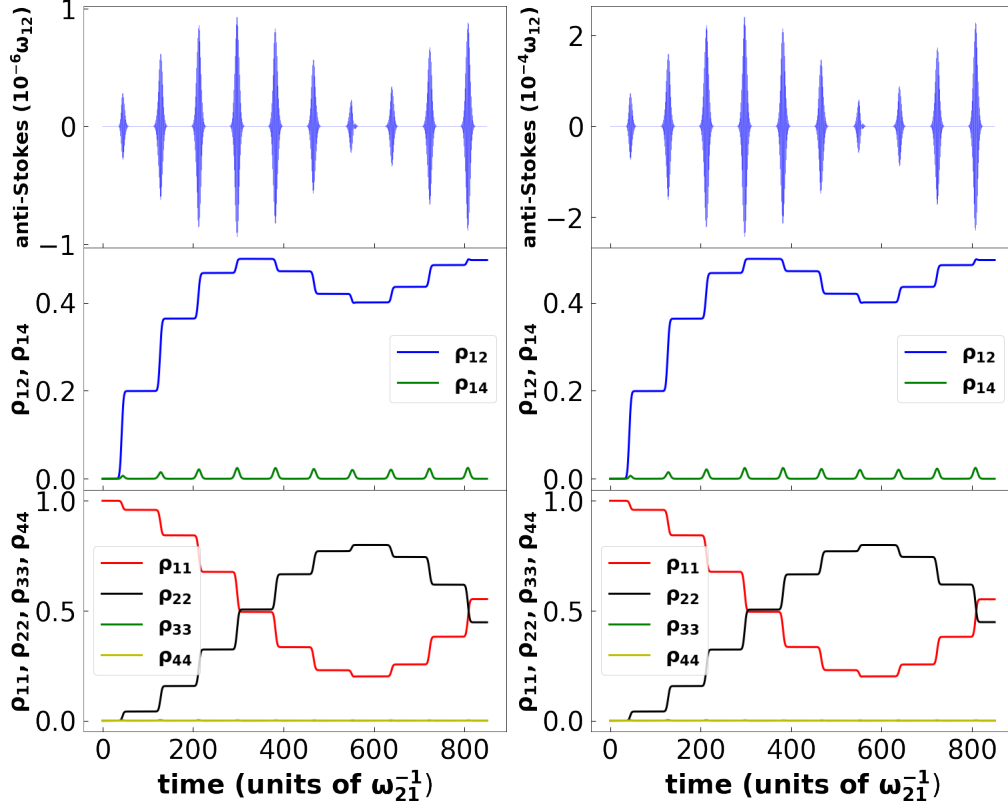 anti-Stokes (10⁻⁶ω₁₂)
1
0
−1
ρ₁₂, ρ₁₄
0.4
0.2
0.0
ρ₁₂
ρ₁₄
ρ₁₁, ρ₂₂, ρ₃₃, ρ₄₄
1.0
0.5
0.0
ρ₁₁
ρ₂₂
ρ₃₃
ρ₄₄
0 200 400 600 800
time (units of ω₂₁⁻¹)
anti-Stokes (10⁻⁴ω₁₂)
2
0
−2
ρ₁₂, ρ₁₄
0.4
0.2
0.0
ρ₁₂
ρ₁₄
ρ₁₁, ρ₂₂, ρ₃₃, ρ₄₄
1.0
0.5
0.0
ρ₁₁
ρ₂₂
ρ₃₃
ρ₄₄
0 200 400 600 800
time (units of ω₂₁⁻¹)